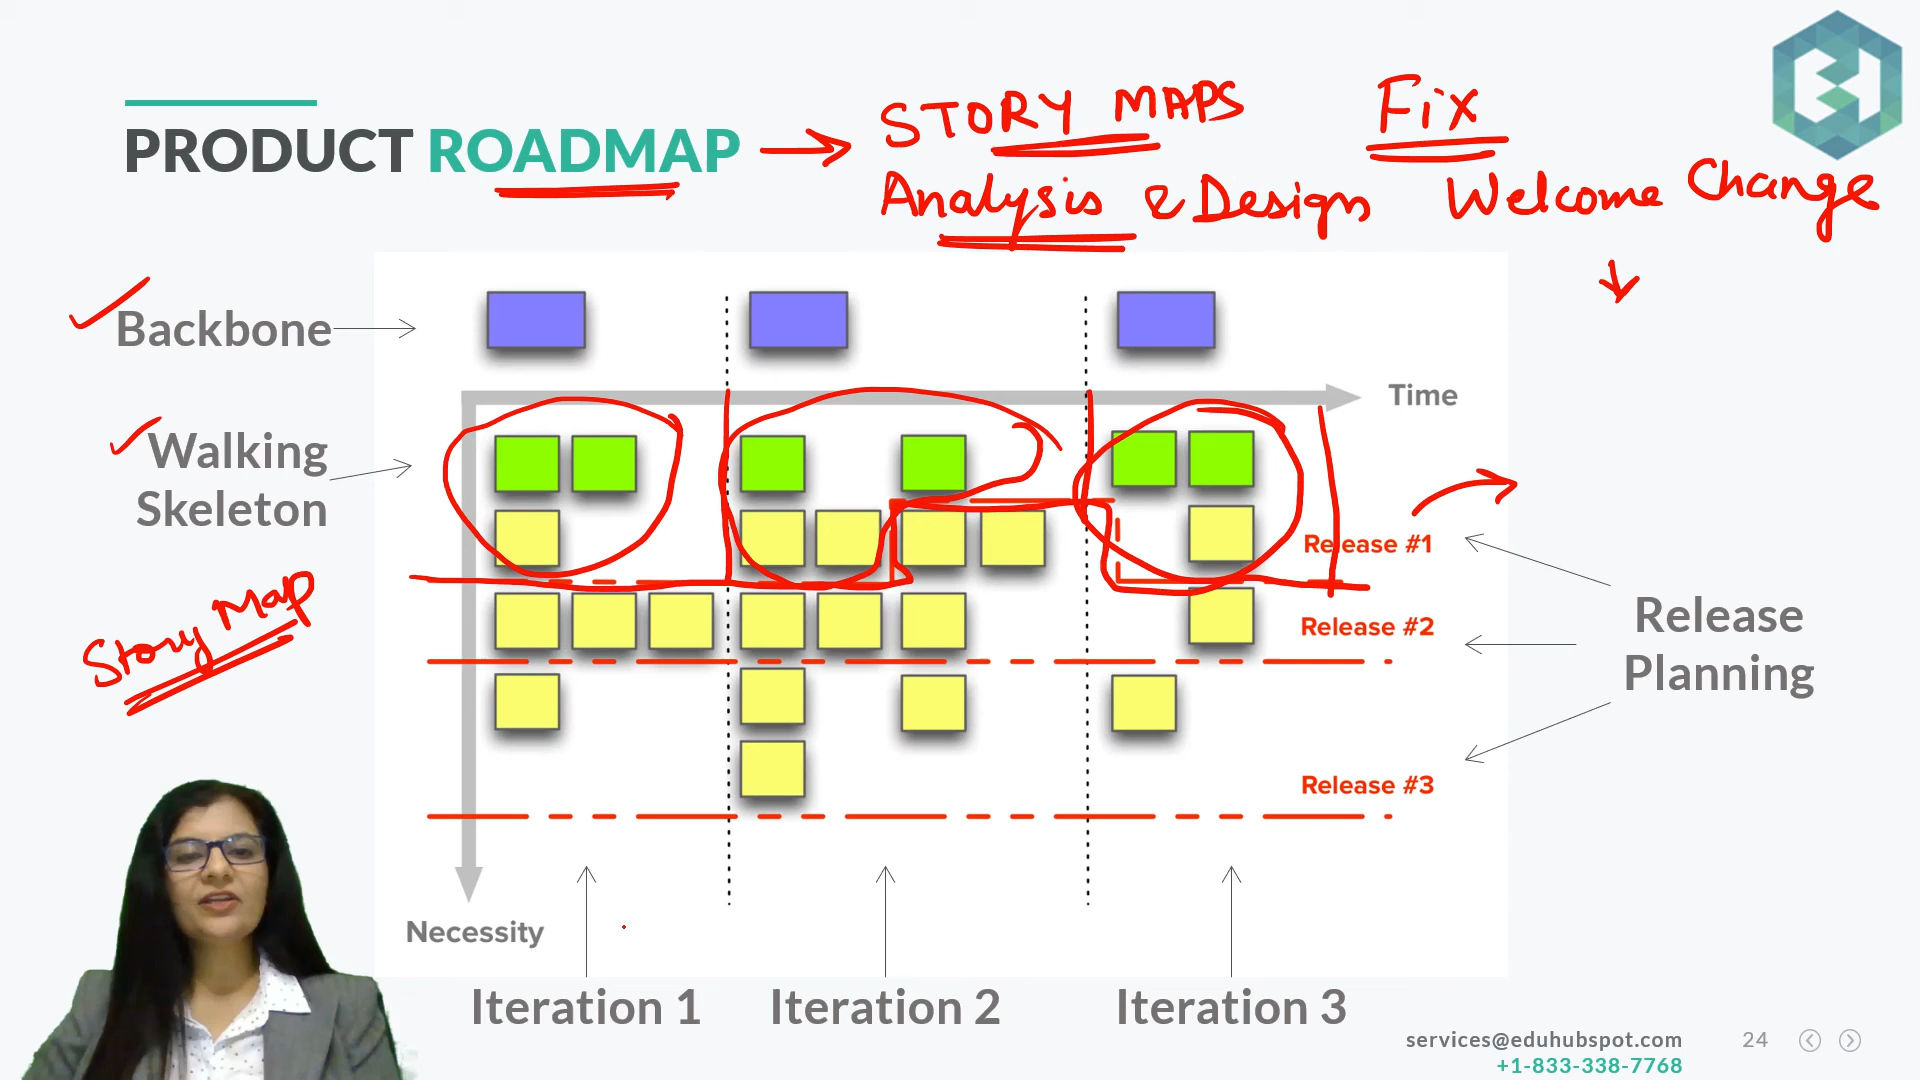 PRODUCT ROADMAP → STORY MAPS Fix
Analysis & Design Welcome Change
Backbone
Time
Walking
Skeleton
Release #1
Story Map
Release #2
Release
Planning
Release #3
Necessity
Iteration 1 Iteration 2 Iteration 3
services@eduhubspot.com 24
+1-833-338-7768